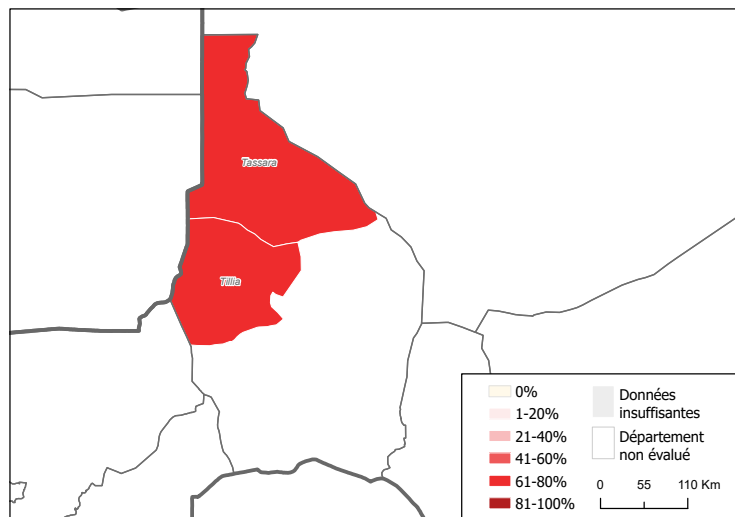 Tassara
Tillia
0%
1-20%
21-40%
41-60%
61-80%
81-100%
Données
insuffisantes
Département
non évalué
0 55 110 Km